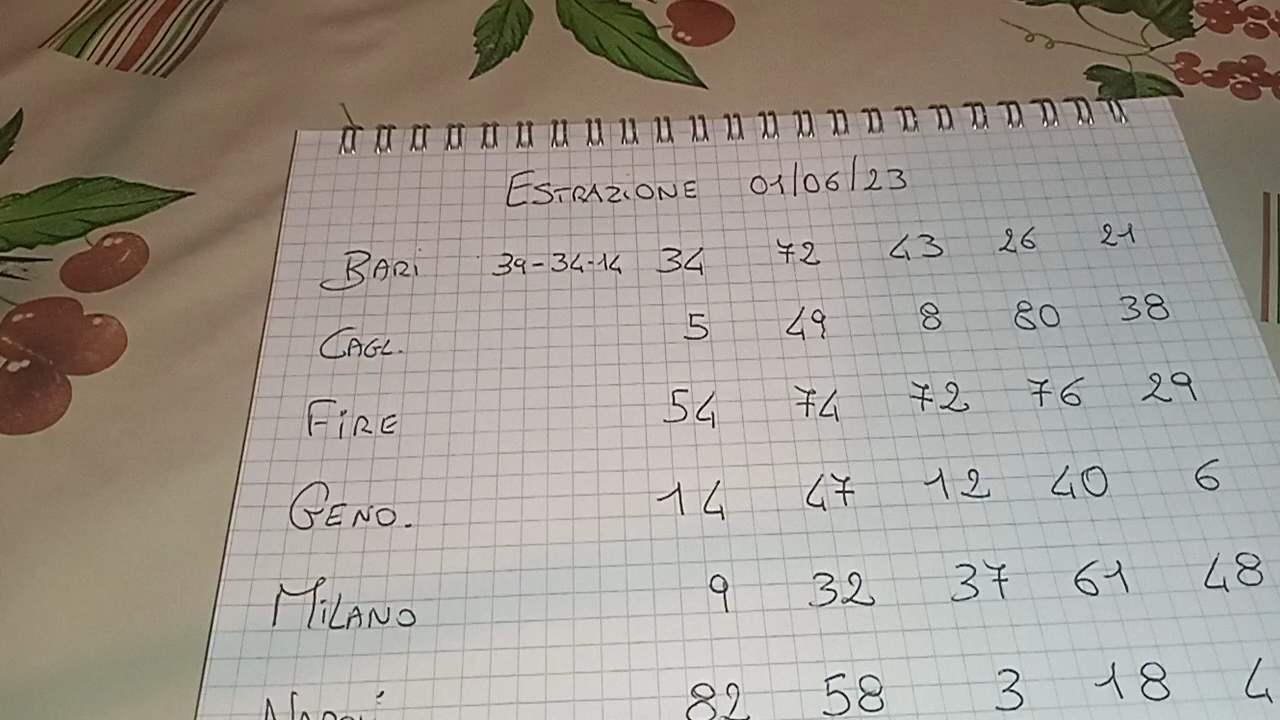 ESTRAZIONE 01/06/23
BARI 39-34-14 34 72 43 26 21
CAGL. 5 49 8 80 38
FIRE 54 74 72 76 29
GENO. 14 47 12 40 6
MILANO 9 32 37 61 48
82 58 3 18 4